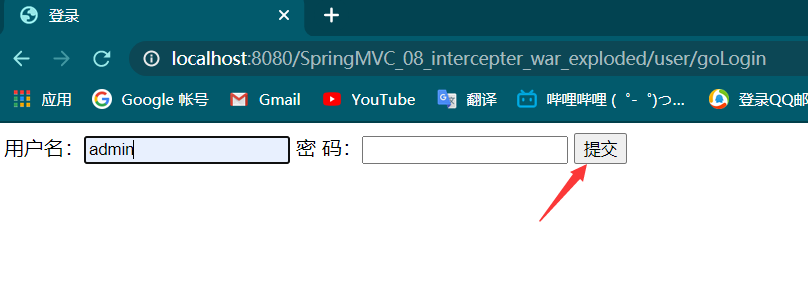 登录
localhost:8080/SpringMVC_08_intercepter_war_exploded/user/goLogin
应用 Google 帐号 Gmail YouTube 翻译 哔哩哔哩 (゜-゜)つ... 登录QQ邮
用户名： admin 密 码： 提交